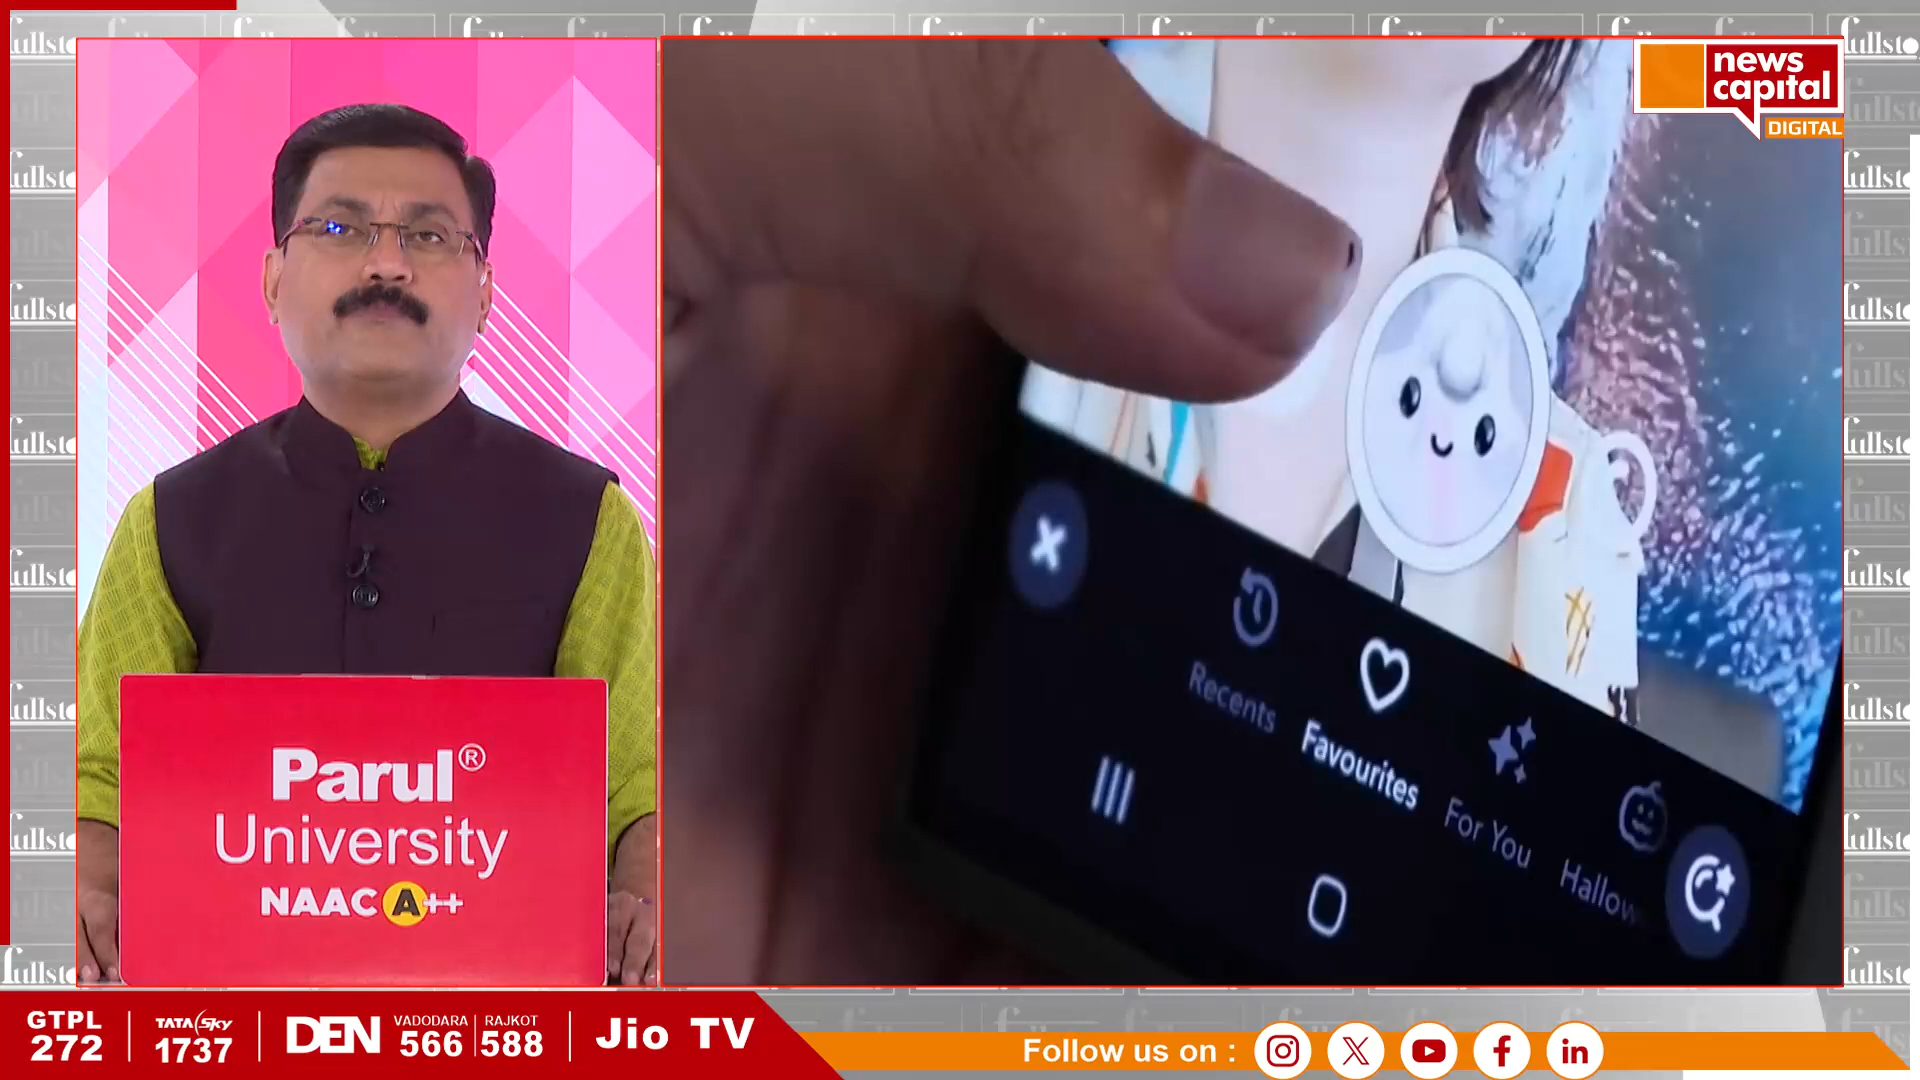 news
capital
DIGITAL
Parul®
University
NAAC A++
Recents
Favourites
For You
Hallow
GTPL
272
TATA Sky
1737
DEN
VADODARA
566
RAJKOT
588
Jio TV
Follow us on :